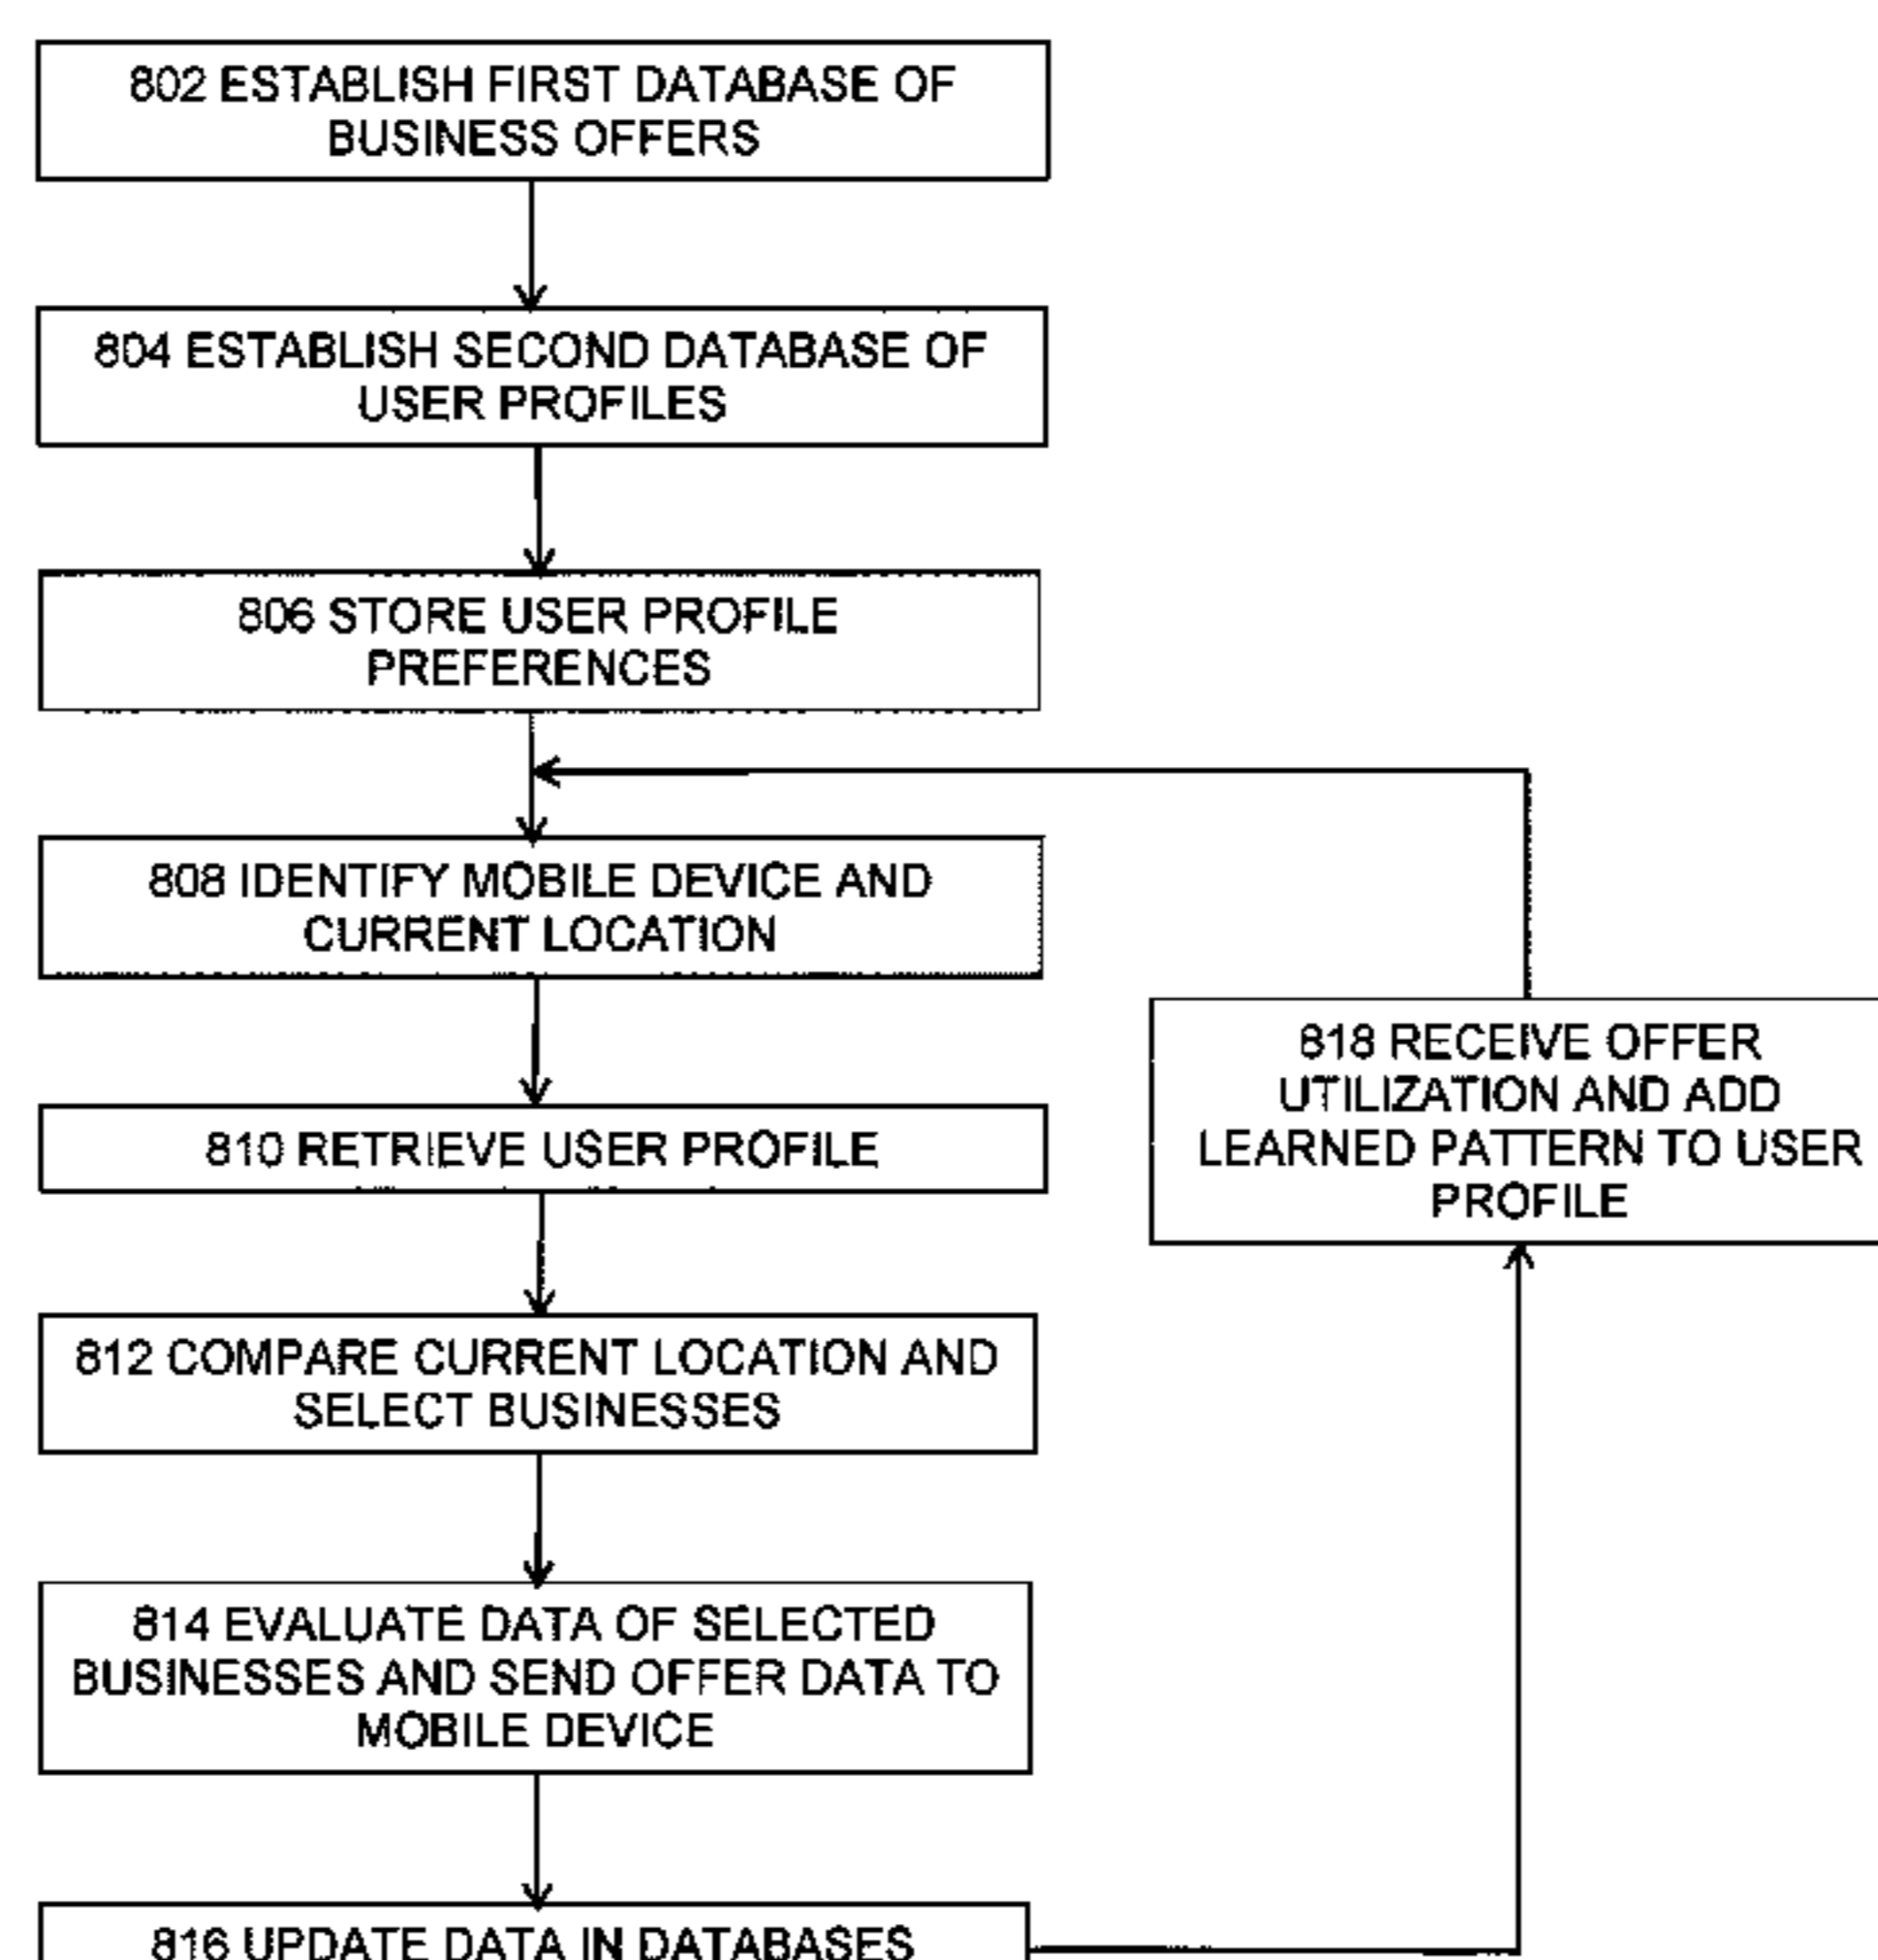 802 ESTABLISH FIRST DATABASE OF
BUSINESS OFFERS
804 ESTABLISH SECOND DATABASE OF
USER PROFILES
806 STORE USER PROFILE
PREFERENCES
808 IDENTIFY MOBILE DEVICE AND
CURRENT LOCATION
810 RETRIEVE USER PROFILE
812 COMPARE CURRENT LOCATION AND
SELECT BUSINESSES
814 EVALUATE DATA OF SELECTED
BUSINESSES AND SEND OFFER DATA TO
MOBILE DEVICE
816 UPDATE DATA IN DATABASES
818 RECEIVE OFFER
UTILIZATION AND ADD
LEARNED PATTERN TO USER
PROFILE